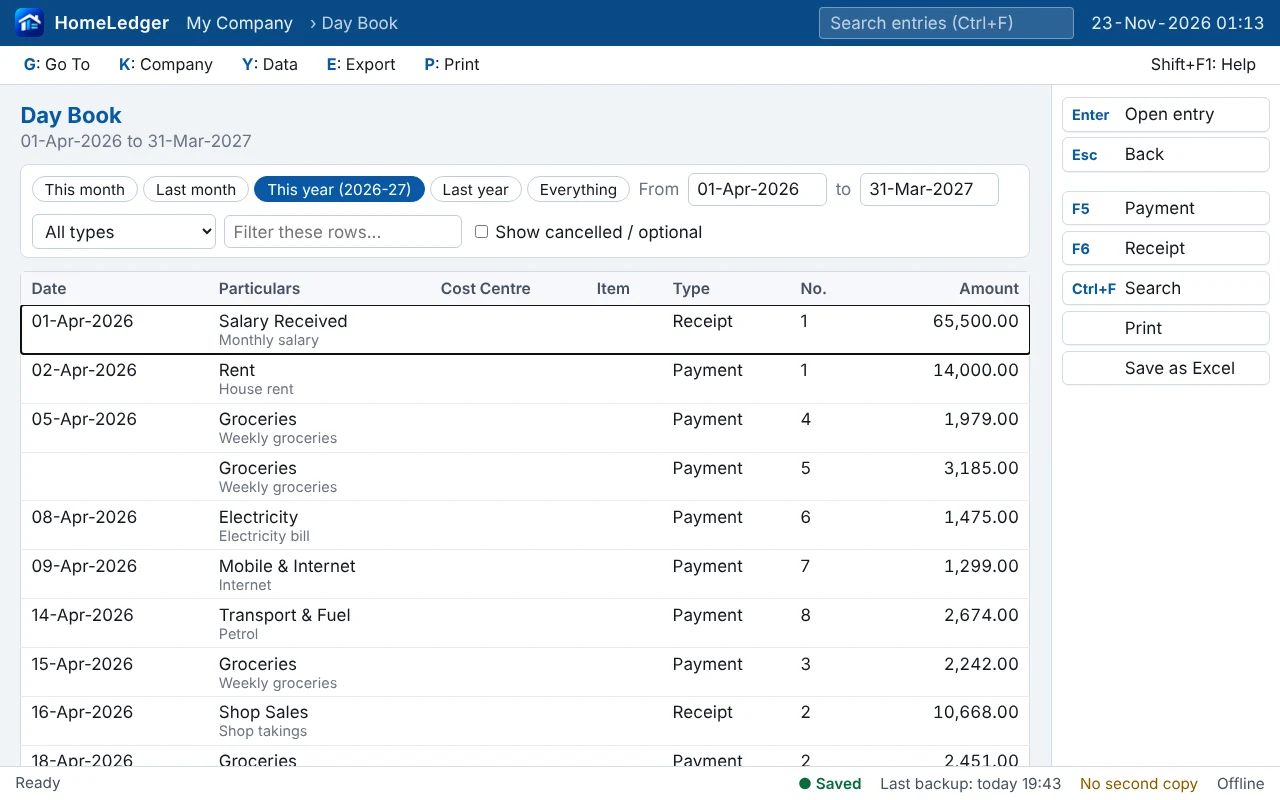 HomeLedger My Company › Day Book Search entries (Ctrl+F) 23-Nov-2026 01:13
G: Go To K: Company Y: Data E: Export P: Print Shift+F1: Help
Day Book
01-Apr-2026 to 31-Mar-2027
This month Last month This year (2026-27) Last year Everything From 01-Apr-2026 to 31-Mar-2027
All types Filter these rows... Show cancelled / optional
Date Particulars Cost Centre Item Type No. Amount
01-Apr-2026 Salary Received Receipt 1 65,500.00
Monthly salary
02-Apr-2026 Rent Payment 1 14,000.00
House rent
05-Apr-2026 Groceries Payment 4 1,979.00
Weekly groceries
Groceries Payment 5 3,185.00
Weekly groceries
08-Apr-2026 Electricity Payment 6 1,475.00
Electricity bill
09-Apr-2026 Mobile & Internet Payment 7 1,299.00
Internet
14-Apr-2026 Transport & Fuel Payment 8 2,674.00
Petrol
15-Apr-2026 Groceries Payment 3 2,242.00
Weekly groceries
16-Apr-2026 Shop Sales Receipt 2 10,668.00
Shop takings
18-Apr-2026 Groceries Payment 2 2,451.00
Enter Open entry
Esc Back
F5 Payment
F6 Receipt
Ctrl+F Search
Print
Save as Excel
Ready Saved Last backup: today 19:43 No second copy Offline